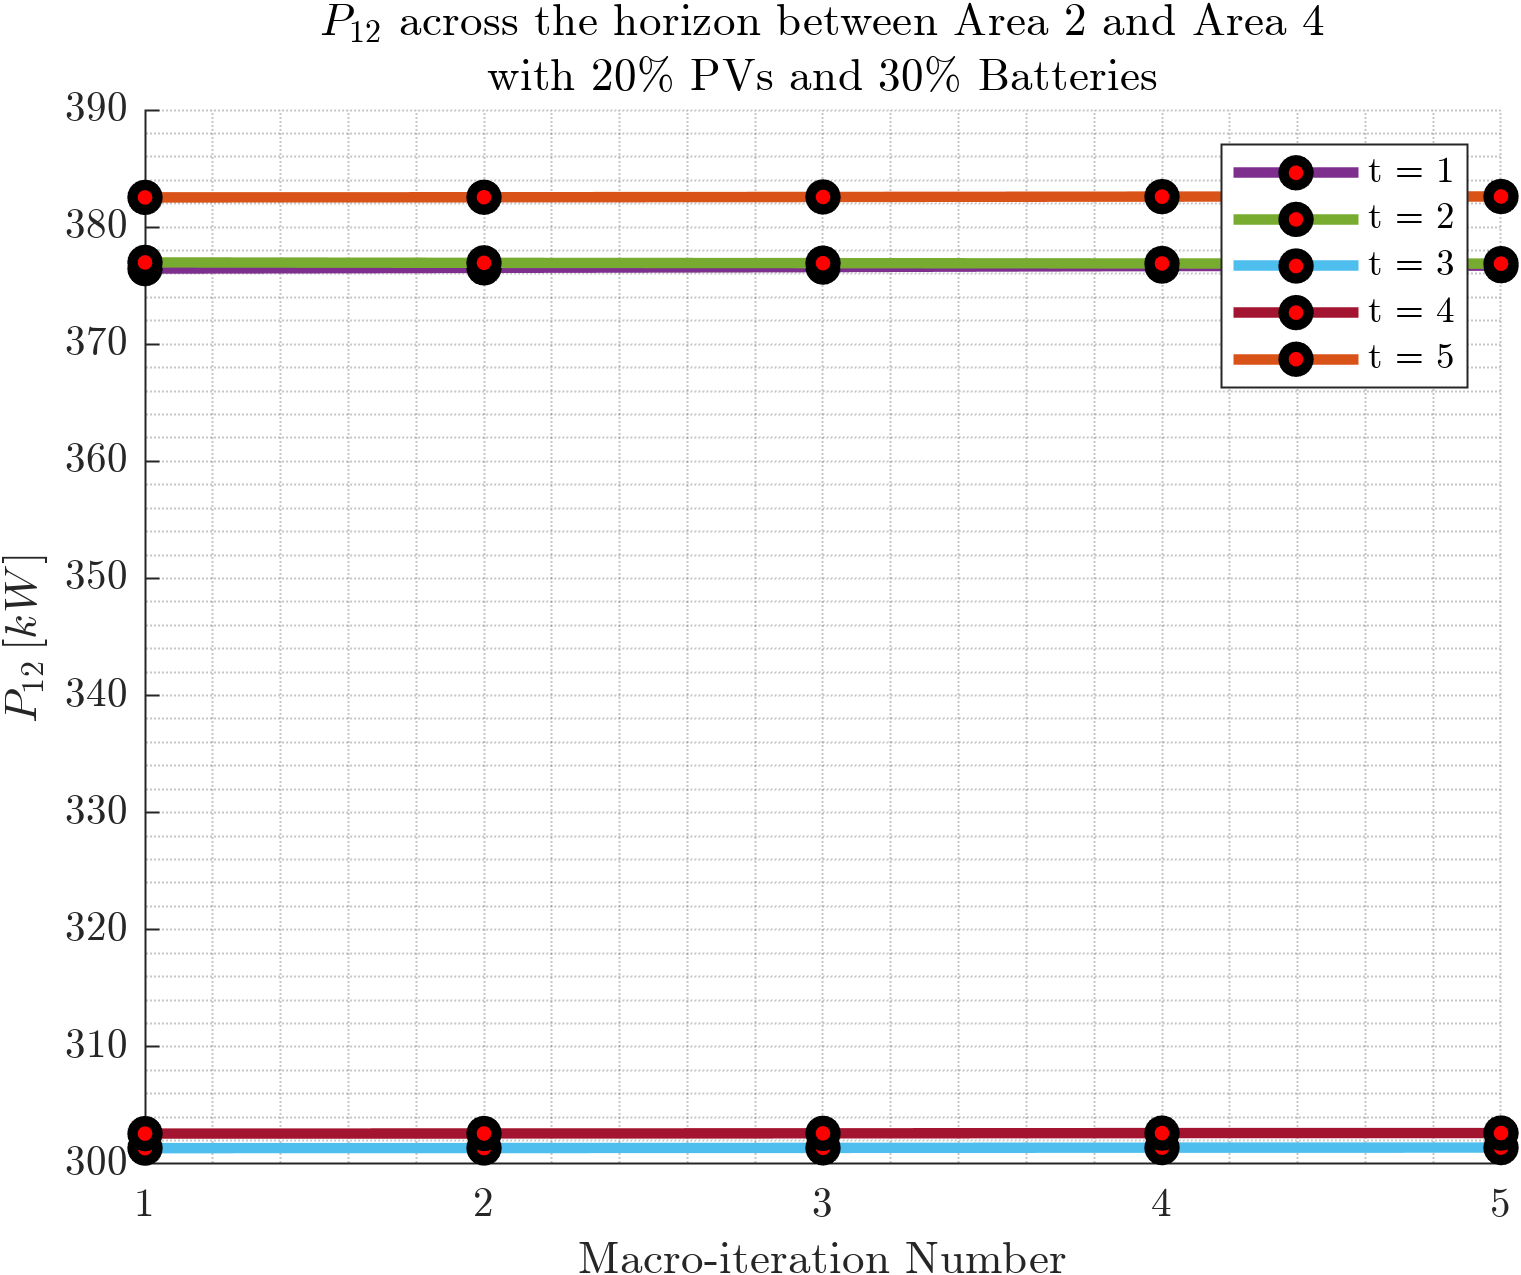 P₁₂ across the horizon between Area 2 and Area 4
with 20% PVs and 30% Batteries
390
380
370
360
350
340
330
320
310
300
P₁₂ [kW]
t = 1
t = 2
t = 3
t = 4
t = 5
1 2 3 4 5
Macro-iteration Number